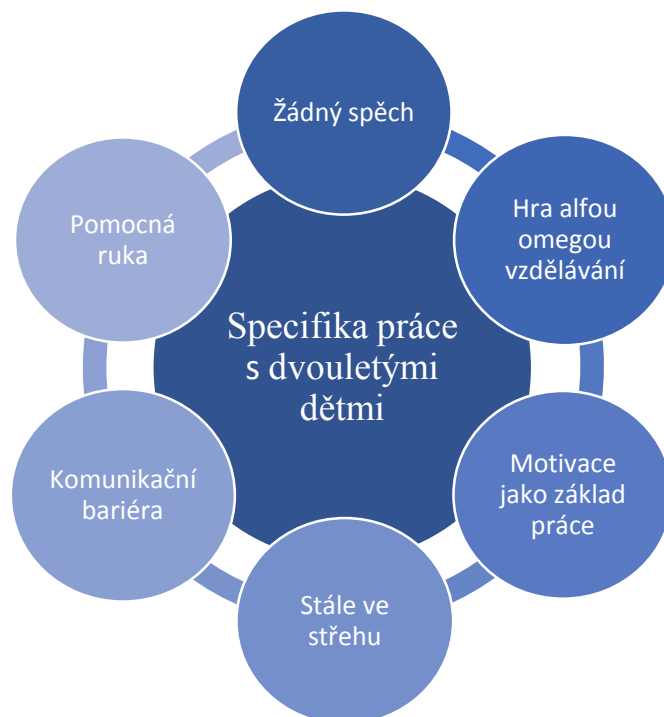 Žádný spěch
Hra alfou
omegou
vzdělávání
Motivace
jako základ
práce
Stále ve
střehu
Komunikační
bariéra
Pomocná
ruka
Specifika práce
s dvouletými
dětmi